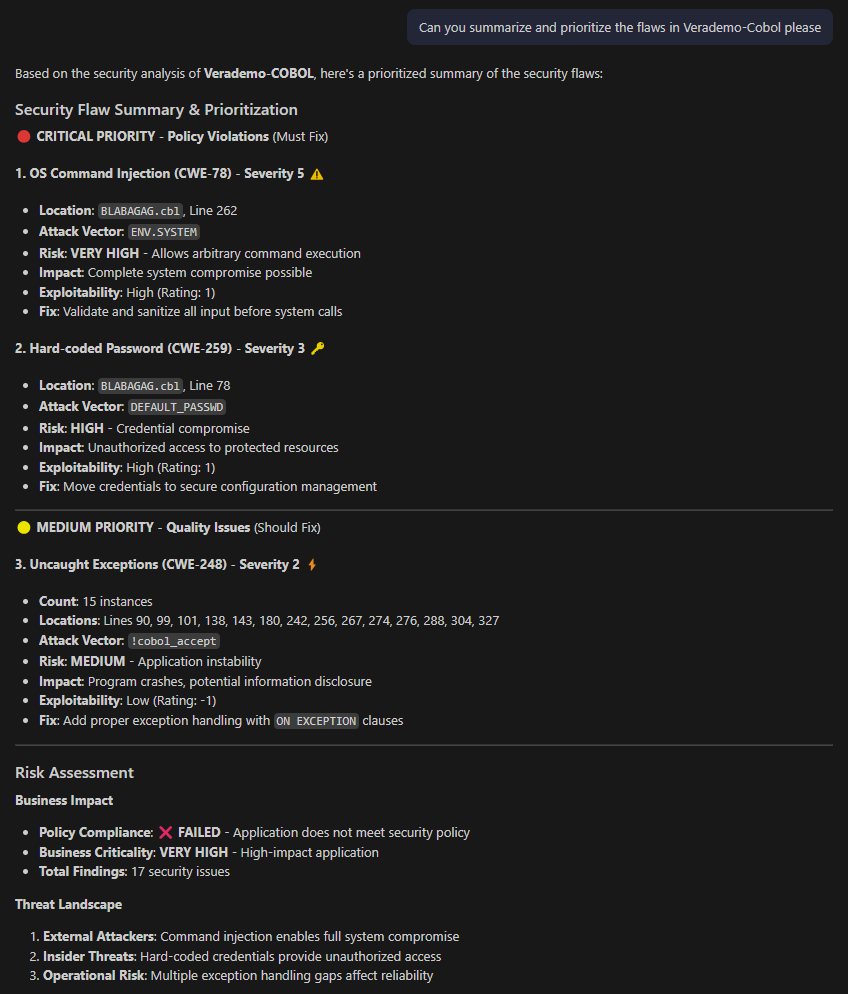 Can you summarize and prioritize the flaws in Verademo-Cobol please
Based on the security analysis of Verademo-COBOL, here's a prioritized summary of the security flaws:
Security Flaw Summary & Prioritization
🔴 CRITICAL PRIORITY - Policy Violations (Must Fix)
1. OS Command Injection (CWE-78) - Severity 5 ⚠️
• Location: BLABAGAG.cbl, Line 262
• Attack Vector: ENV.SYSTEM
• Risk: VERY HIGH - Allows arbitrary command execution
• Impact: Complete system compromise possible
• Exploitability: High (Rating: 1)
• Fix: Validate and sanitize all input before system calls
2. Hard-coded Password (CWE-259) - Severity 3 🔑
• Location: BLABAGAG.cbl, Line 78
• Attack Vector: DEFAULT_PASSWD
• Risk: HIGH - Credential compromise
• Impact: Unauthorized access to protected resources
• Exploitability: High (Rating: 1)
• Fix: Move credentials to secure configuration management
🟡 MEDIUM PRIORITY - Quality Issues (Should Fix)
3. Uncaught Exceptions (CWE-248) - Severity 2 ⚡
• Count: 15 instances
• Locations: Lines 90, 99, 101, 138, 143, 180, 242, 256, 267, 274, 276, 288, 304, 327
• Attack Vector: !cobol_accept
• Risk: MEDIUM - Application instability
• Impact: Program crashes, potential information disclosure
• Exploitability: Low (Rating: -1)
• Fix: Add proper exception handling with ON EXCEPTION clauses
Risk Assessment
Business Impact
• Policy Compliance: ❌ FAILED - Application does not meet security policy
• Business Criticality: VERY HIGH - High-impact application
• Total Findings: 17 security issues
Threat Landscape
1. External Attackers: Command injection enables full system compromise
2. Insider Threats: Hard-coded credentials provide unauthorized access
3. Operational Risk: Multiple exception handling gaps affect reliability